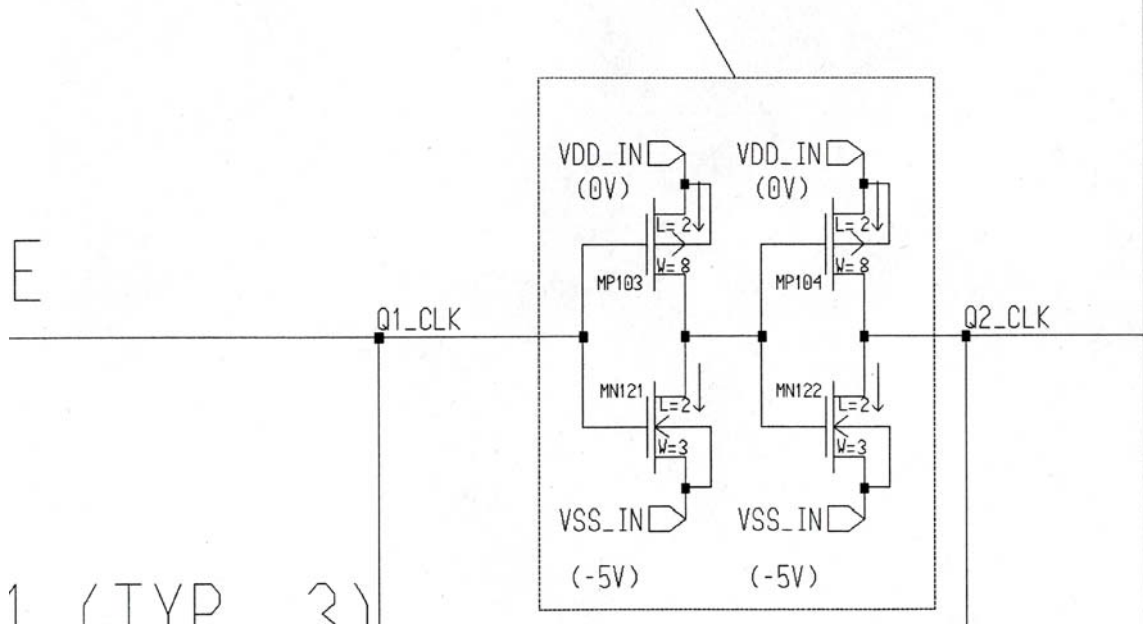 VDD_IN VDD_IN
(0V) (0V)
L=2 L=2
E
W=8 W=8
MP103 MP104
Q1_CLK Q2_CLK
MN121 MN122
L=2 L=2
W=3 W=3
VSS_IN VSS_IN
(-5V) (-5V)
1 (TYP 3)